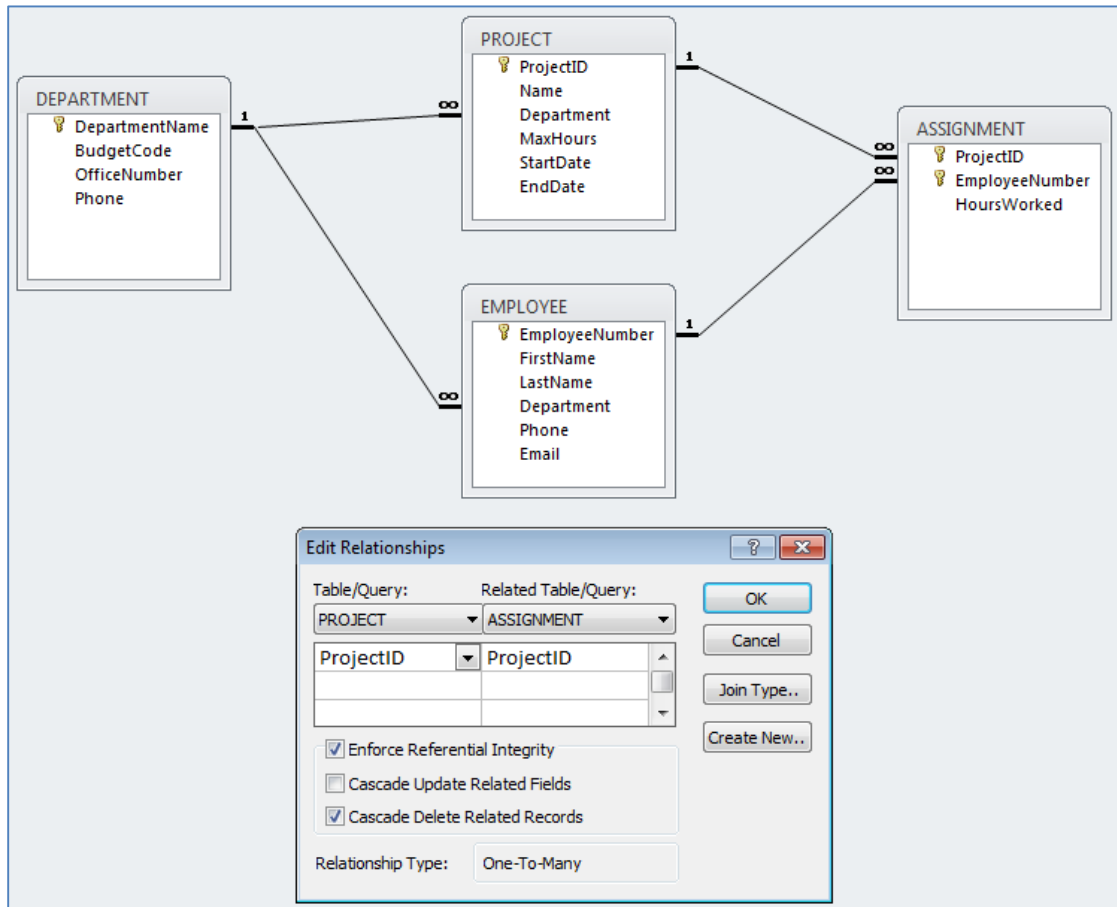 PROJECT
ProjectID
Name
Department
MaxHours
StartDate
EndDate
1
∞
DEPARTMENT
DepartmentName
BudgetCode
OfficeNumber
Phone
1
∞
ASSIGNMENT
ProjectID
EmployeeNumber
HoursWorked
∞
∞
EMPLOYEE
EmployeeNumber
FirstName
LastName
Department
Phone
Email
1
Edit Relationships
?
Table/Query: Related Table/Query:
PROJECT ASSIGNMENT
ProjectID ProjectID
OK
Cancel
Join Type..
Create New..
Enforce Referential Integrity
Cascade Update Related Fields
Cascade Delete Related Records
Relationship Type: One-To-Many